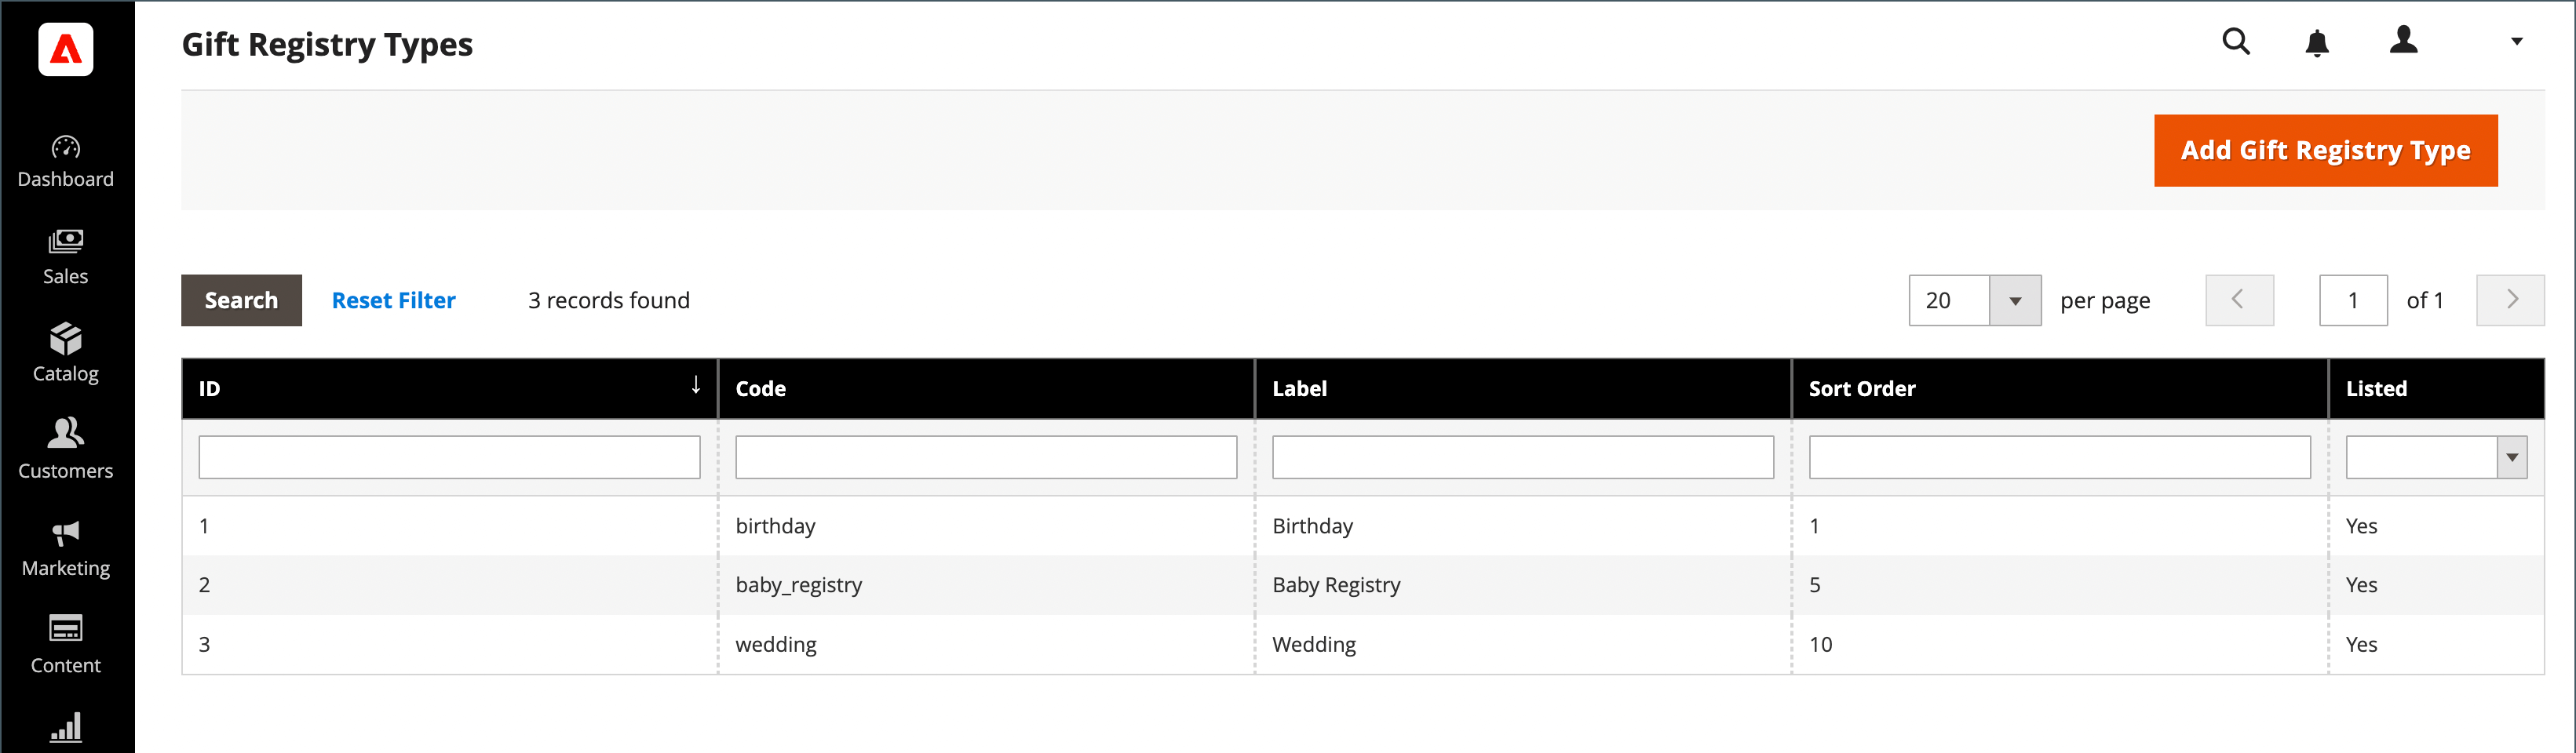 Gift Registry Types
Add Gift Registry Type
Dashboard
Sales
Catalog
Customers
Marketing
Content
Search Reset Filter 3 records found 20 per page 1 of 1
ID Code Label Sort Order Listed
1 birthday Birthday 1 Yes
2 baby_registry Baby Registry 5 Yes
3 wedding Wedding 10 Yes